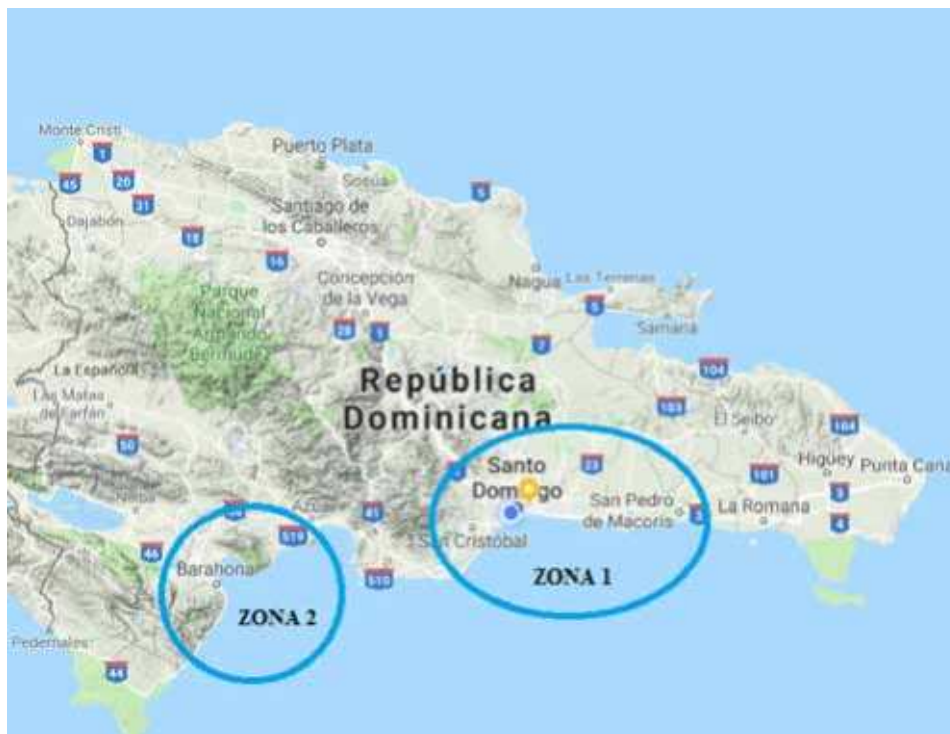 Monte Cristi
1
45
20
31
Dajabón
18
16
Puerto Plata
Sosúa
5
Santiago de
los Caballeros
Concepción
de la Vega
Nagua
Las Terrenas
5
Samaná
Parque
Nacional
Armando
Bermúdez
28
1
7
La Española
República
Dominicana
104
Las Matas
de Farfán
103
El Seibo
104
50
Santo
Domingo
23
Higüey
Punta Cana
101
3
San Pedro
de Macorís
3
La Romana
4
Neiba
Azua
41
519
San Cristóbal
46
Barahona
510
ZONA 1
ZONA 2
Pedernales
44